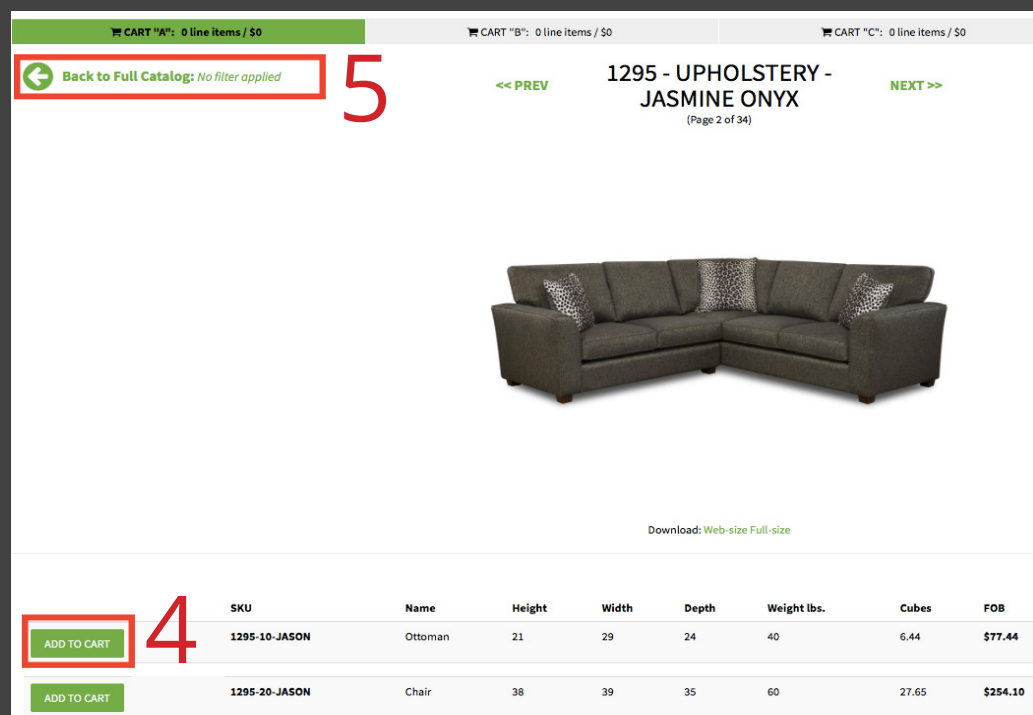 CART "A": 0 line items / $0 CART "B": 0 line items / $0 CART "C": 0 line items / $0
Back to Full Catalog: No filter applied
5
<< PREV
1295 - UPHOLSTERY -
JASMINE ONYX
(Page 2 of 34)
NEXT >>
Download: Web-size Full-size
SKU Name Height Width Depth Weight lbs. Cubes FOB
ADD TO CART 4 1295-10-JASON Ottoman 21 29 24 40 6.44 $77.44
ADD TO CART 1295-20-JASON Chair 38 39 35 60 27.65 $254.10